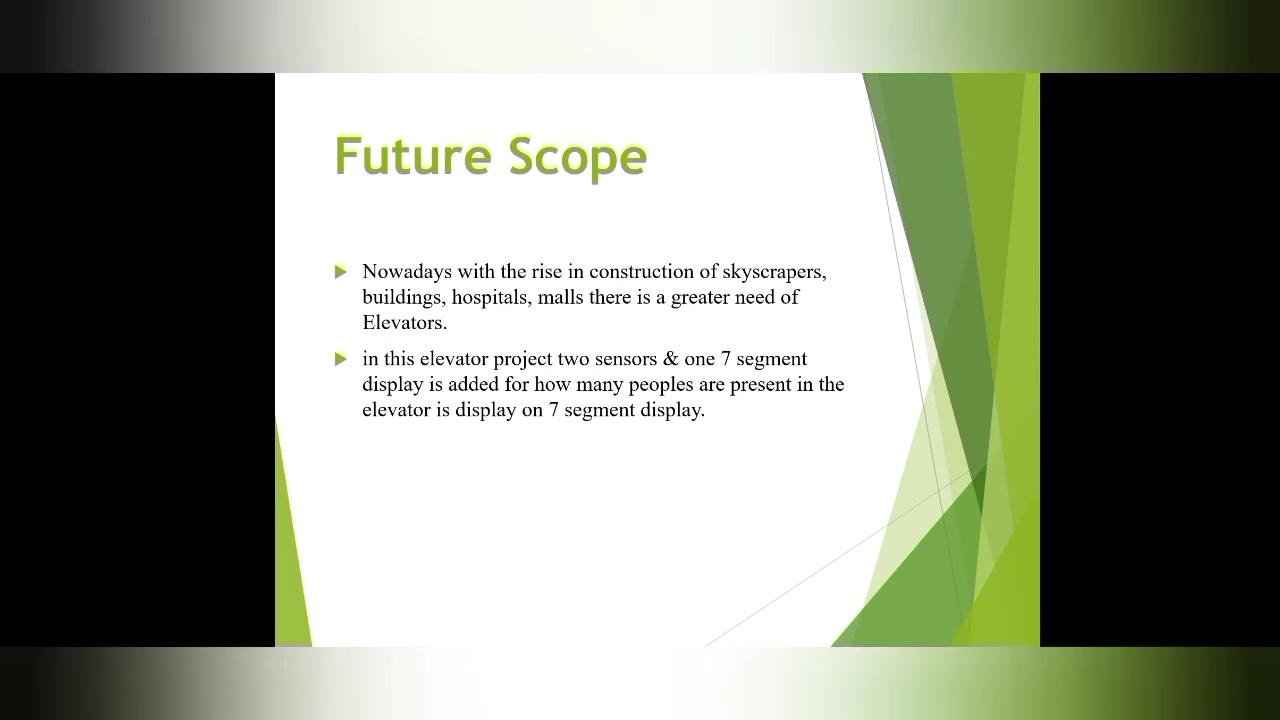 Future Scope
Nowadays with the rise in construction of skyscrapers,
buildings, hospitals, malls there is a greater need of
Elevators.
in this elevator project two sensors & one 7 segment
display is added for how many peoples are present in the
elevator is display on 7 segment display.